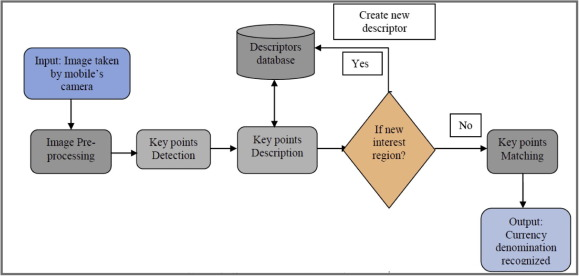 Create new
descriptor
Input: Image taken
by mobile's
camera
Descriptors
database
Yes
Image Pre-
processing
Key points
Detection
Key points
Description
If new
interest
region?
No
Key points
Matching
Output:
Currency
denomination
recognized